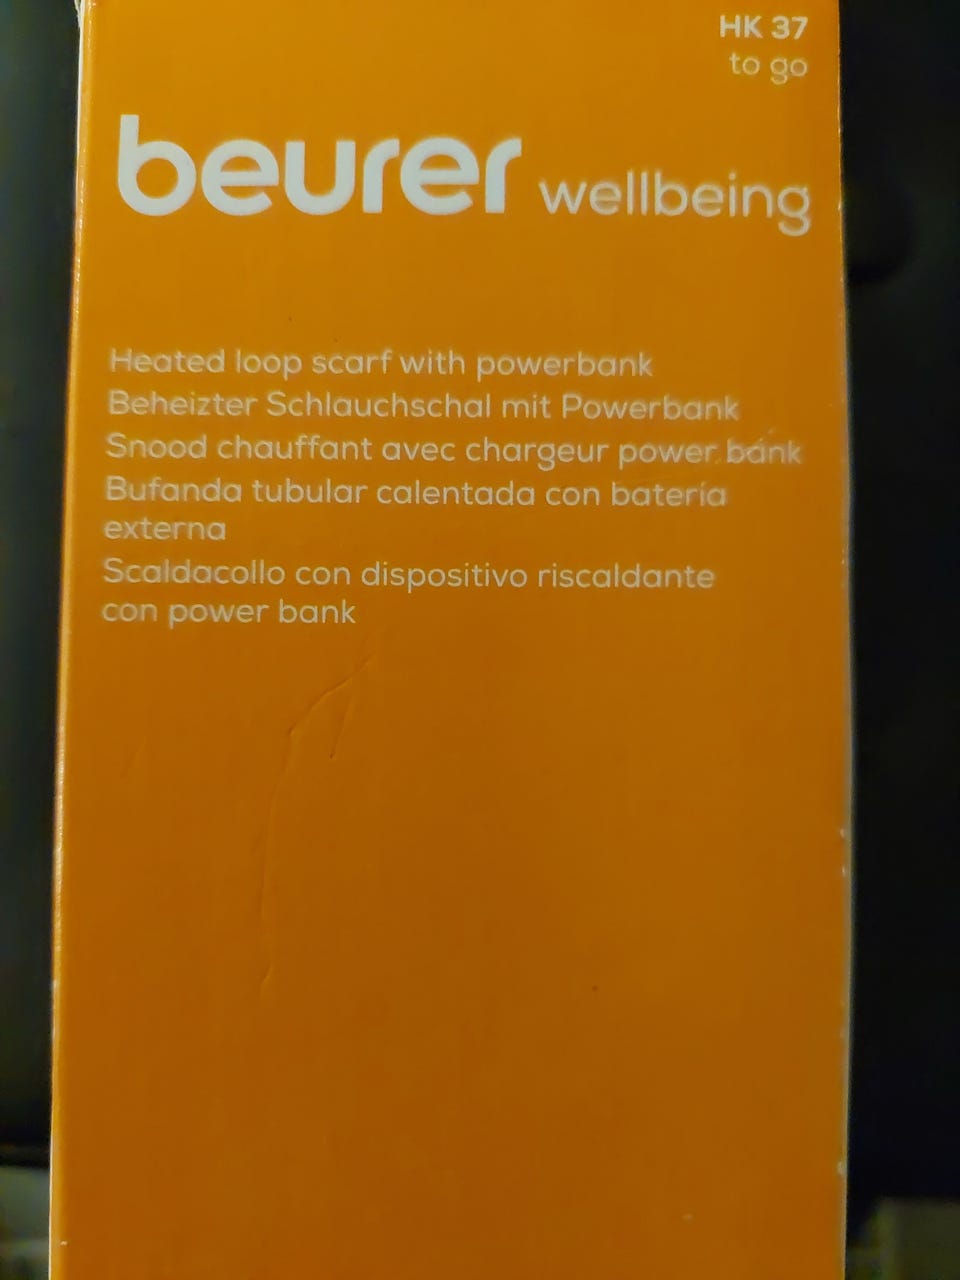 HK 37
to go
beurer wellbeing
Heated loop scarf with powerbank
Beheizter Schlauchschal mit Powerbank
Snood chauffant avec chargeur power bank
Bufanda tubular calentada con batería
externa
Scaldacollo con dispositivo riscaldante
con power bank